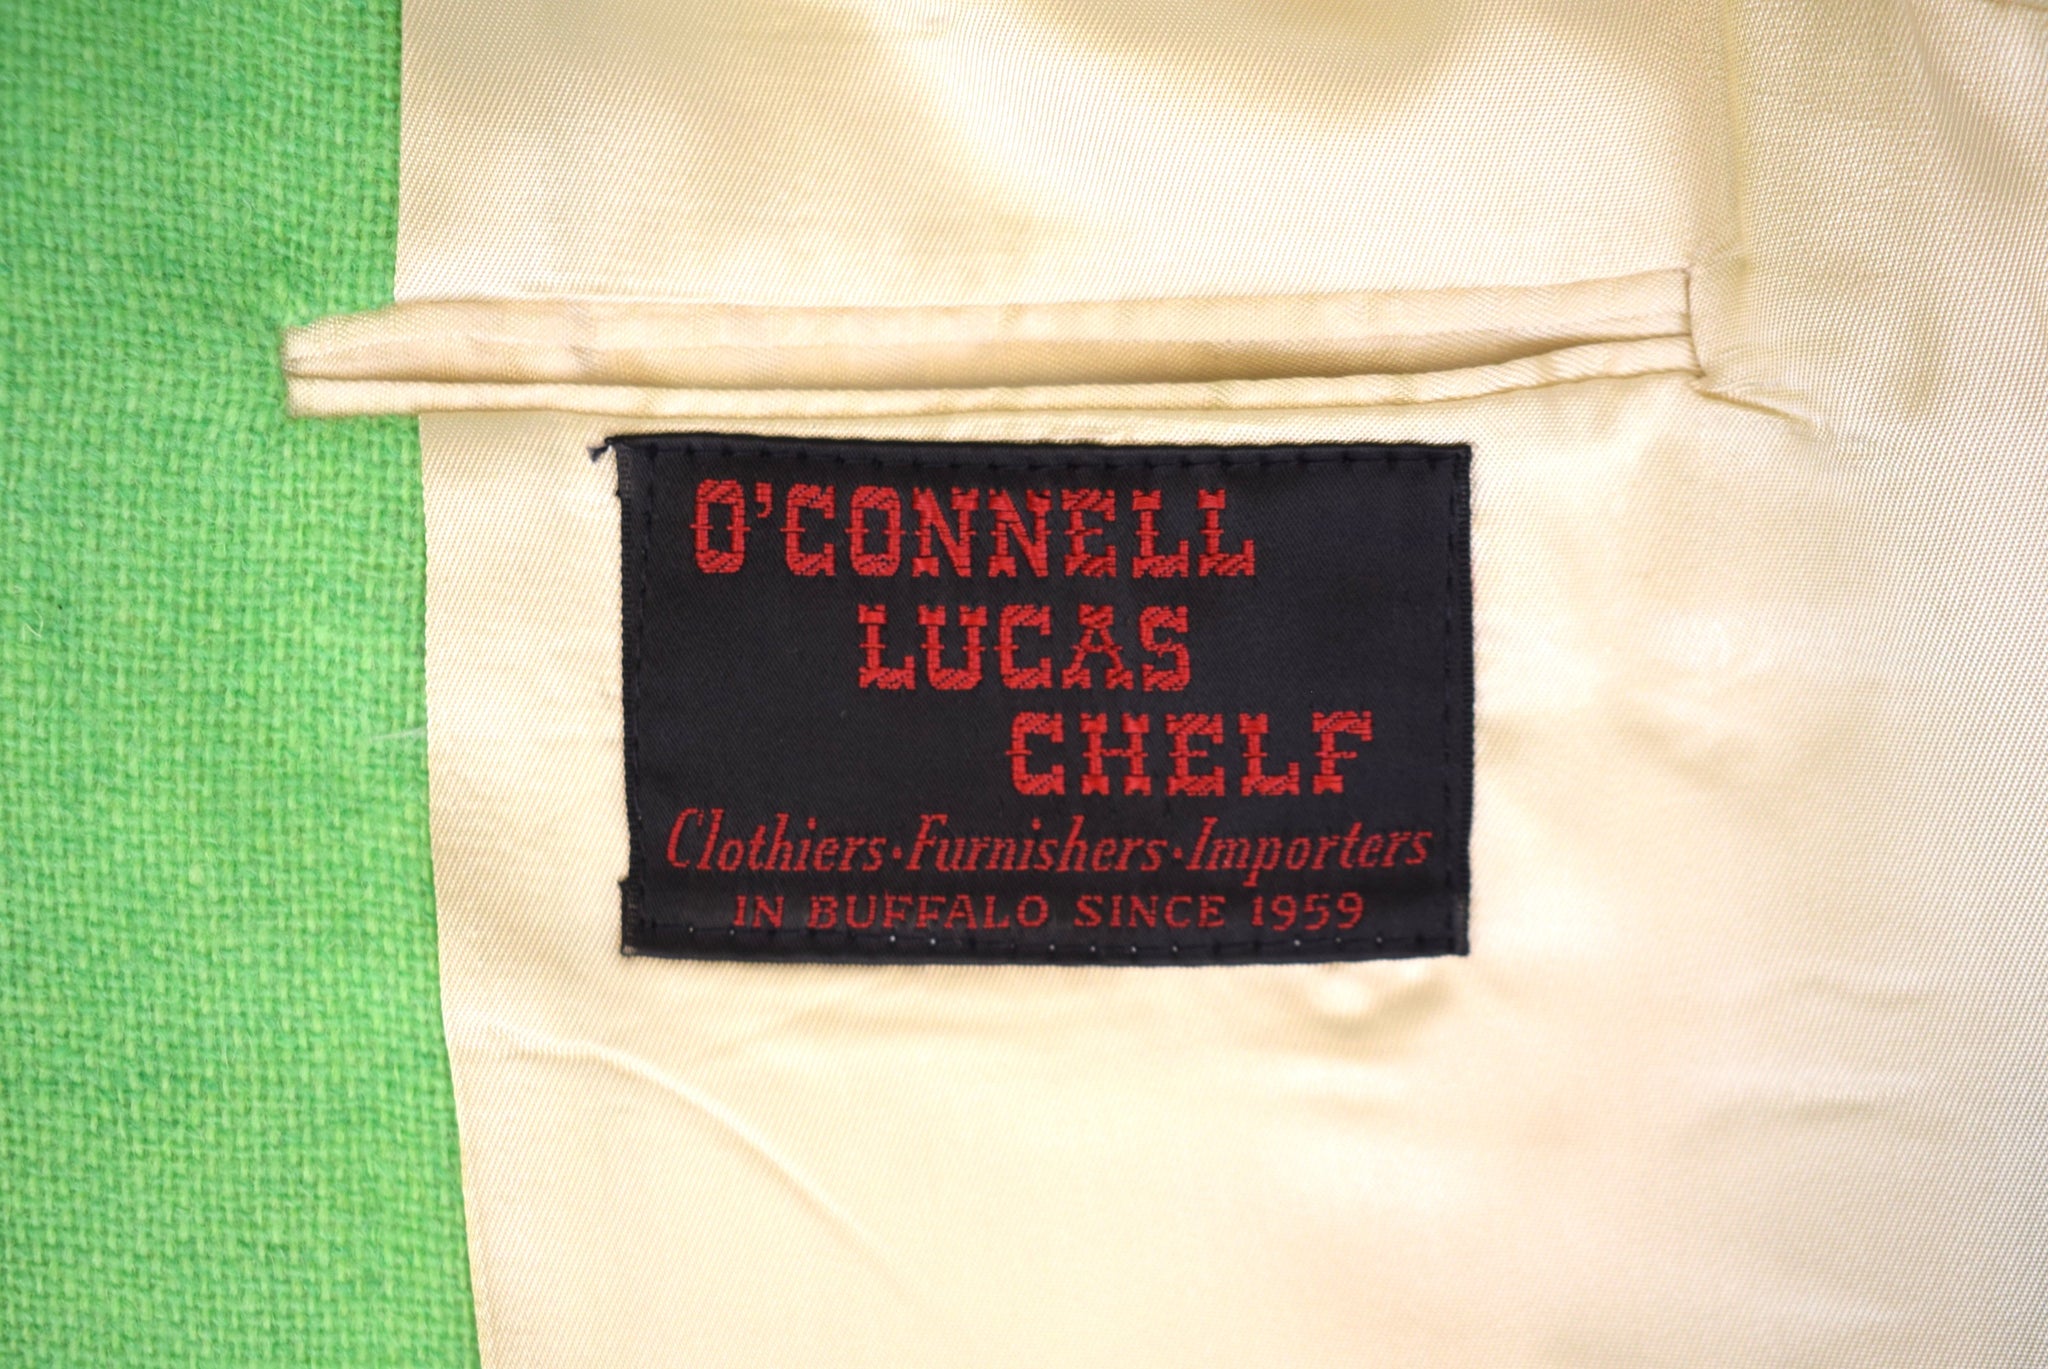 O'CONNELL
LUCAS
CHELF
Clothiers·Furnishers·Importers
IN BUFFALO SINCE 1959